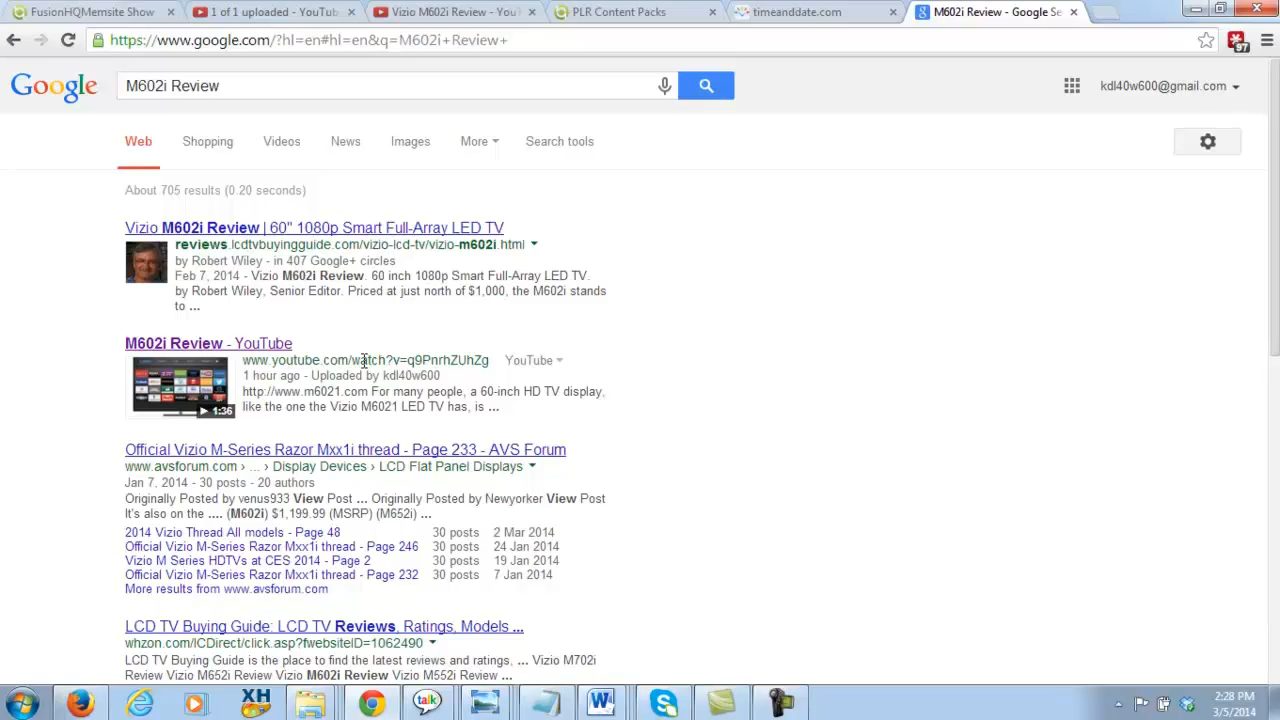 FusionHQMemsite Show
1 of 1 uploaded - YouTu
Vizio M602i Review - YouT
PLR Content Packs
timeanddate.com
M602i Review - Google Se
https://www.google.com/?hl=en#hl=en&q=M602i+Review+
97
Google
M602i Review
kdl40w600@gmail.com
Web Shopping Videos News Images More Search tools
About 705 results (0.20 seconds)
Vizio M602i Review | 60" 1080p Smart Full-Array LED TV
reviews.lcdtvbuyingguide.com/vizio-lcd-tv/vizio-m602i.html
by Robert Wiley - in 407 Google+ circles
Feb 7, 2014 - Vizio M602i Review. 60 inch 1080p Smart Full-Array LED TV.
by Robert Wiley, Senior Editor. Priced at just north of $1,000, the M602i stands
to ...
M602i Review - YouTube
www.youtube.com/watch?v=q9PnrhZUhZg YouTube
1 hour ago - Uploaded by kdl40w600
http://www.m6021.com For many people, a 60-inch HD TV display,
like the one the Vizio M6021 LED TV has, is ...
1:36
Official Vizio M-Series Razor Mxx1i thread - Page 233 - AVS Forum
www.avsforum.com › ... › Display Devices › LCD Flat Panel Displays
Jan 7, 2014 - 30 posts - 20 authors
Originally Posted by venus933 View Post ... Originally Posted by Newyorker View Post
It's also on the .... (M602i) $1,199.99 (MSRP) (M652i) ...
2014 Vizio Thread All models - Page 48 30 posts 2 Mar 2014
Official Vizio M-Series Razor Mxx1i thread - Page 246 30 posts 24 Jan 2014
Vizio M Series HDTVs at CES 2014 - Page 2 30 posts 19 Jan 2014
Official Vizio M-Series Razor Mxx1i thread - Page 232 30 posts 7 Jan 2014
More results from www.avsforum.com
LCD TV Buying Guide: LCD TV Reviews, Ratings, Models ...
whzon.com/ICDirect/click.asp?fwebsiteID=1062490
LCD TV Buying Guide is the place to find the latest reviews and ratings, ... Vizio M702i
Review Vizio M652i Review Vizio M602i Review Vizio M552i Review ...
XH
talk
2:28 PM
3/5/2014